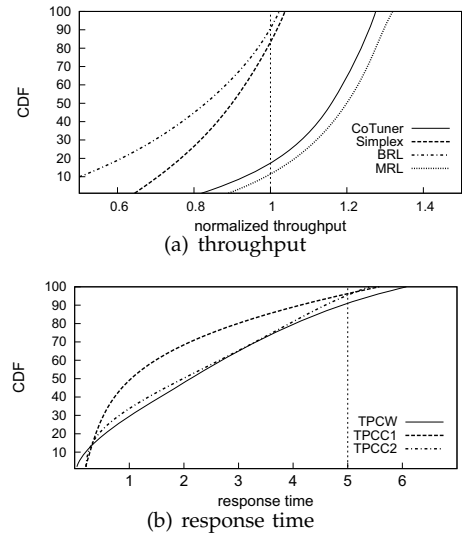 100
90
80
70
60
50
40
30
20
10
CDF
CoTuner
Simplex
BRL
MRL
0.6 0.8 1 1.2 1.4
normalized throughput
(a) throughput
100
90
80
70
60
50
40
30
20
10
CDF
TPCW
TPCC1
TPCC2
1 2 3 4 5 6
response time
(b) response time